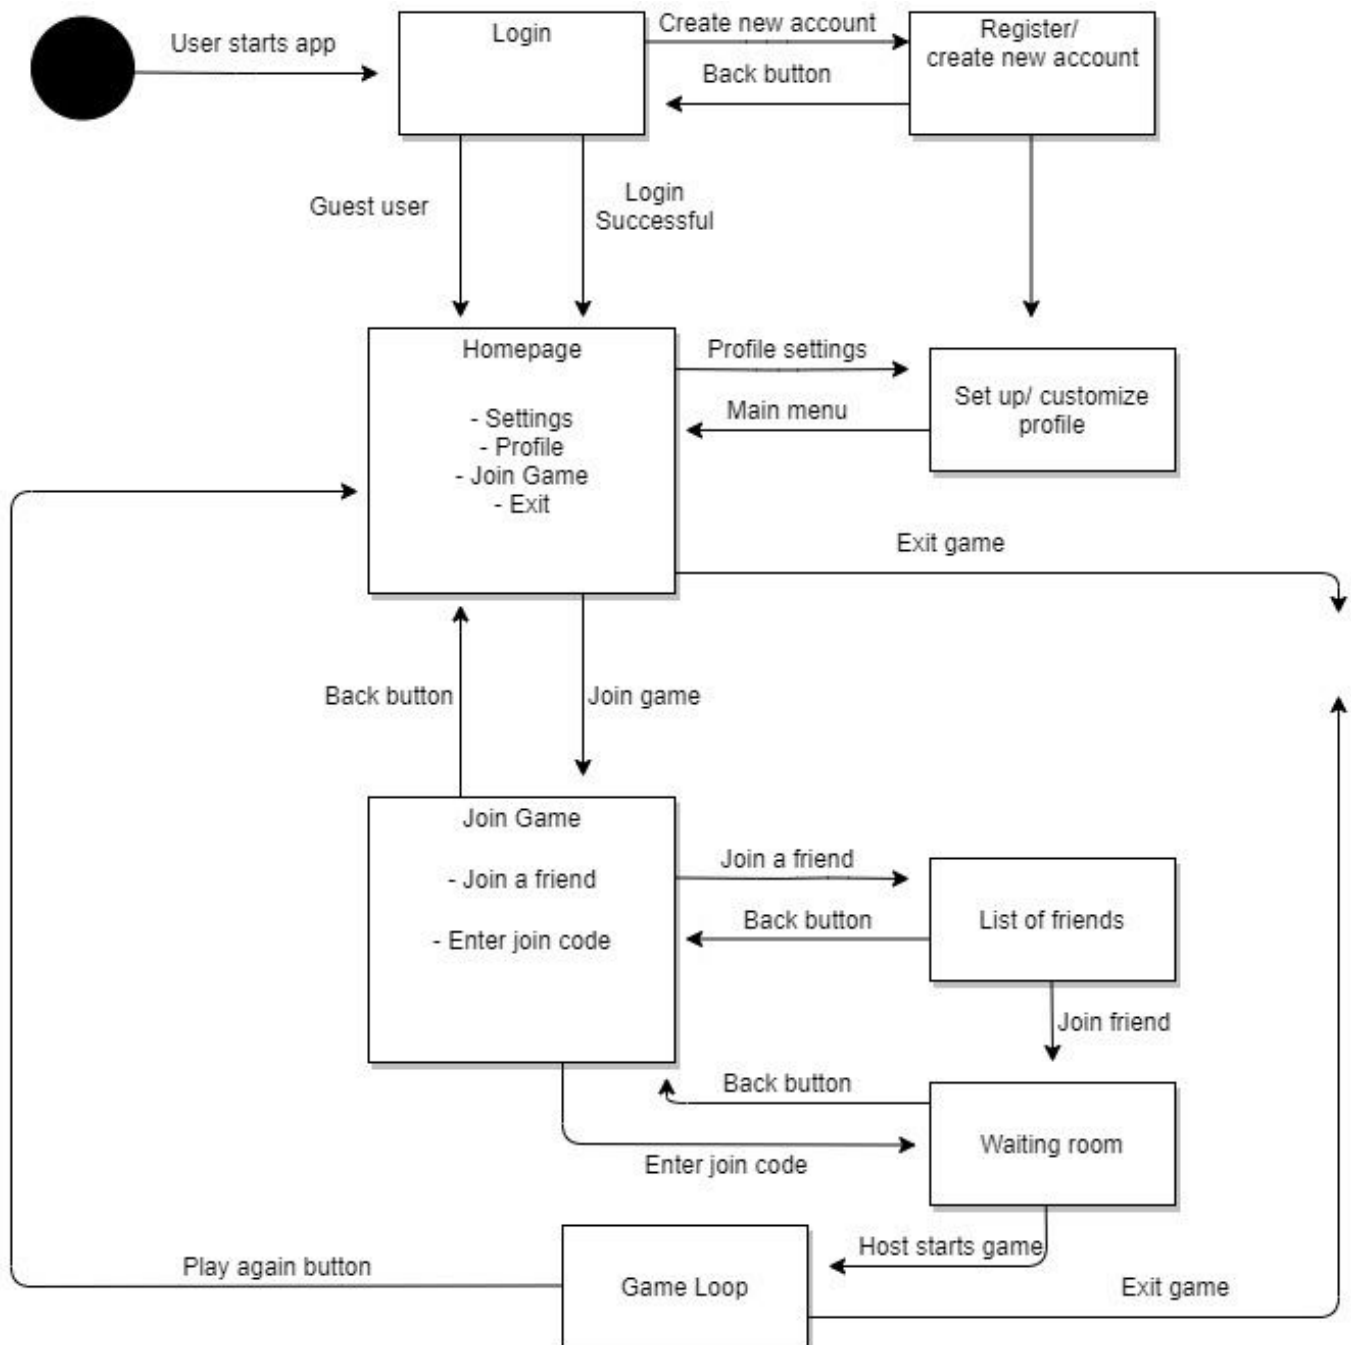 User starts app
Login
Create new account
Back button
Register/
create new account
Guest user
Login
Successful
Homepage
- Settings
- Profile
- Join Game
- Exit
Profile settings
Main menu
Set up/ customize
profile
Exit game
Back button
Join game
Join Game
- Join a friend
- Enter join code
Join a friend
Back button
List of friends
Join friend
Back button
Enter join code
Waiting room
Host starts game
Play again button
Game Loop
Exit game